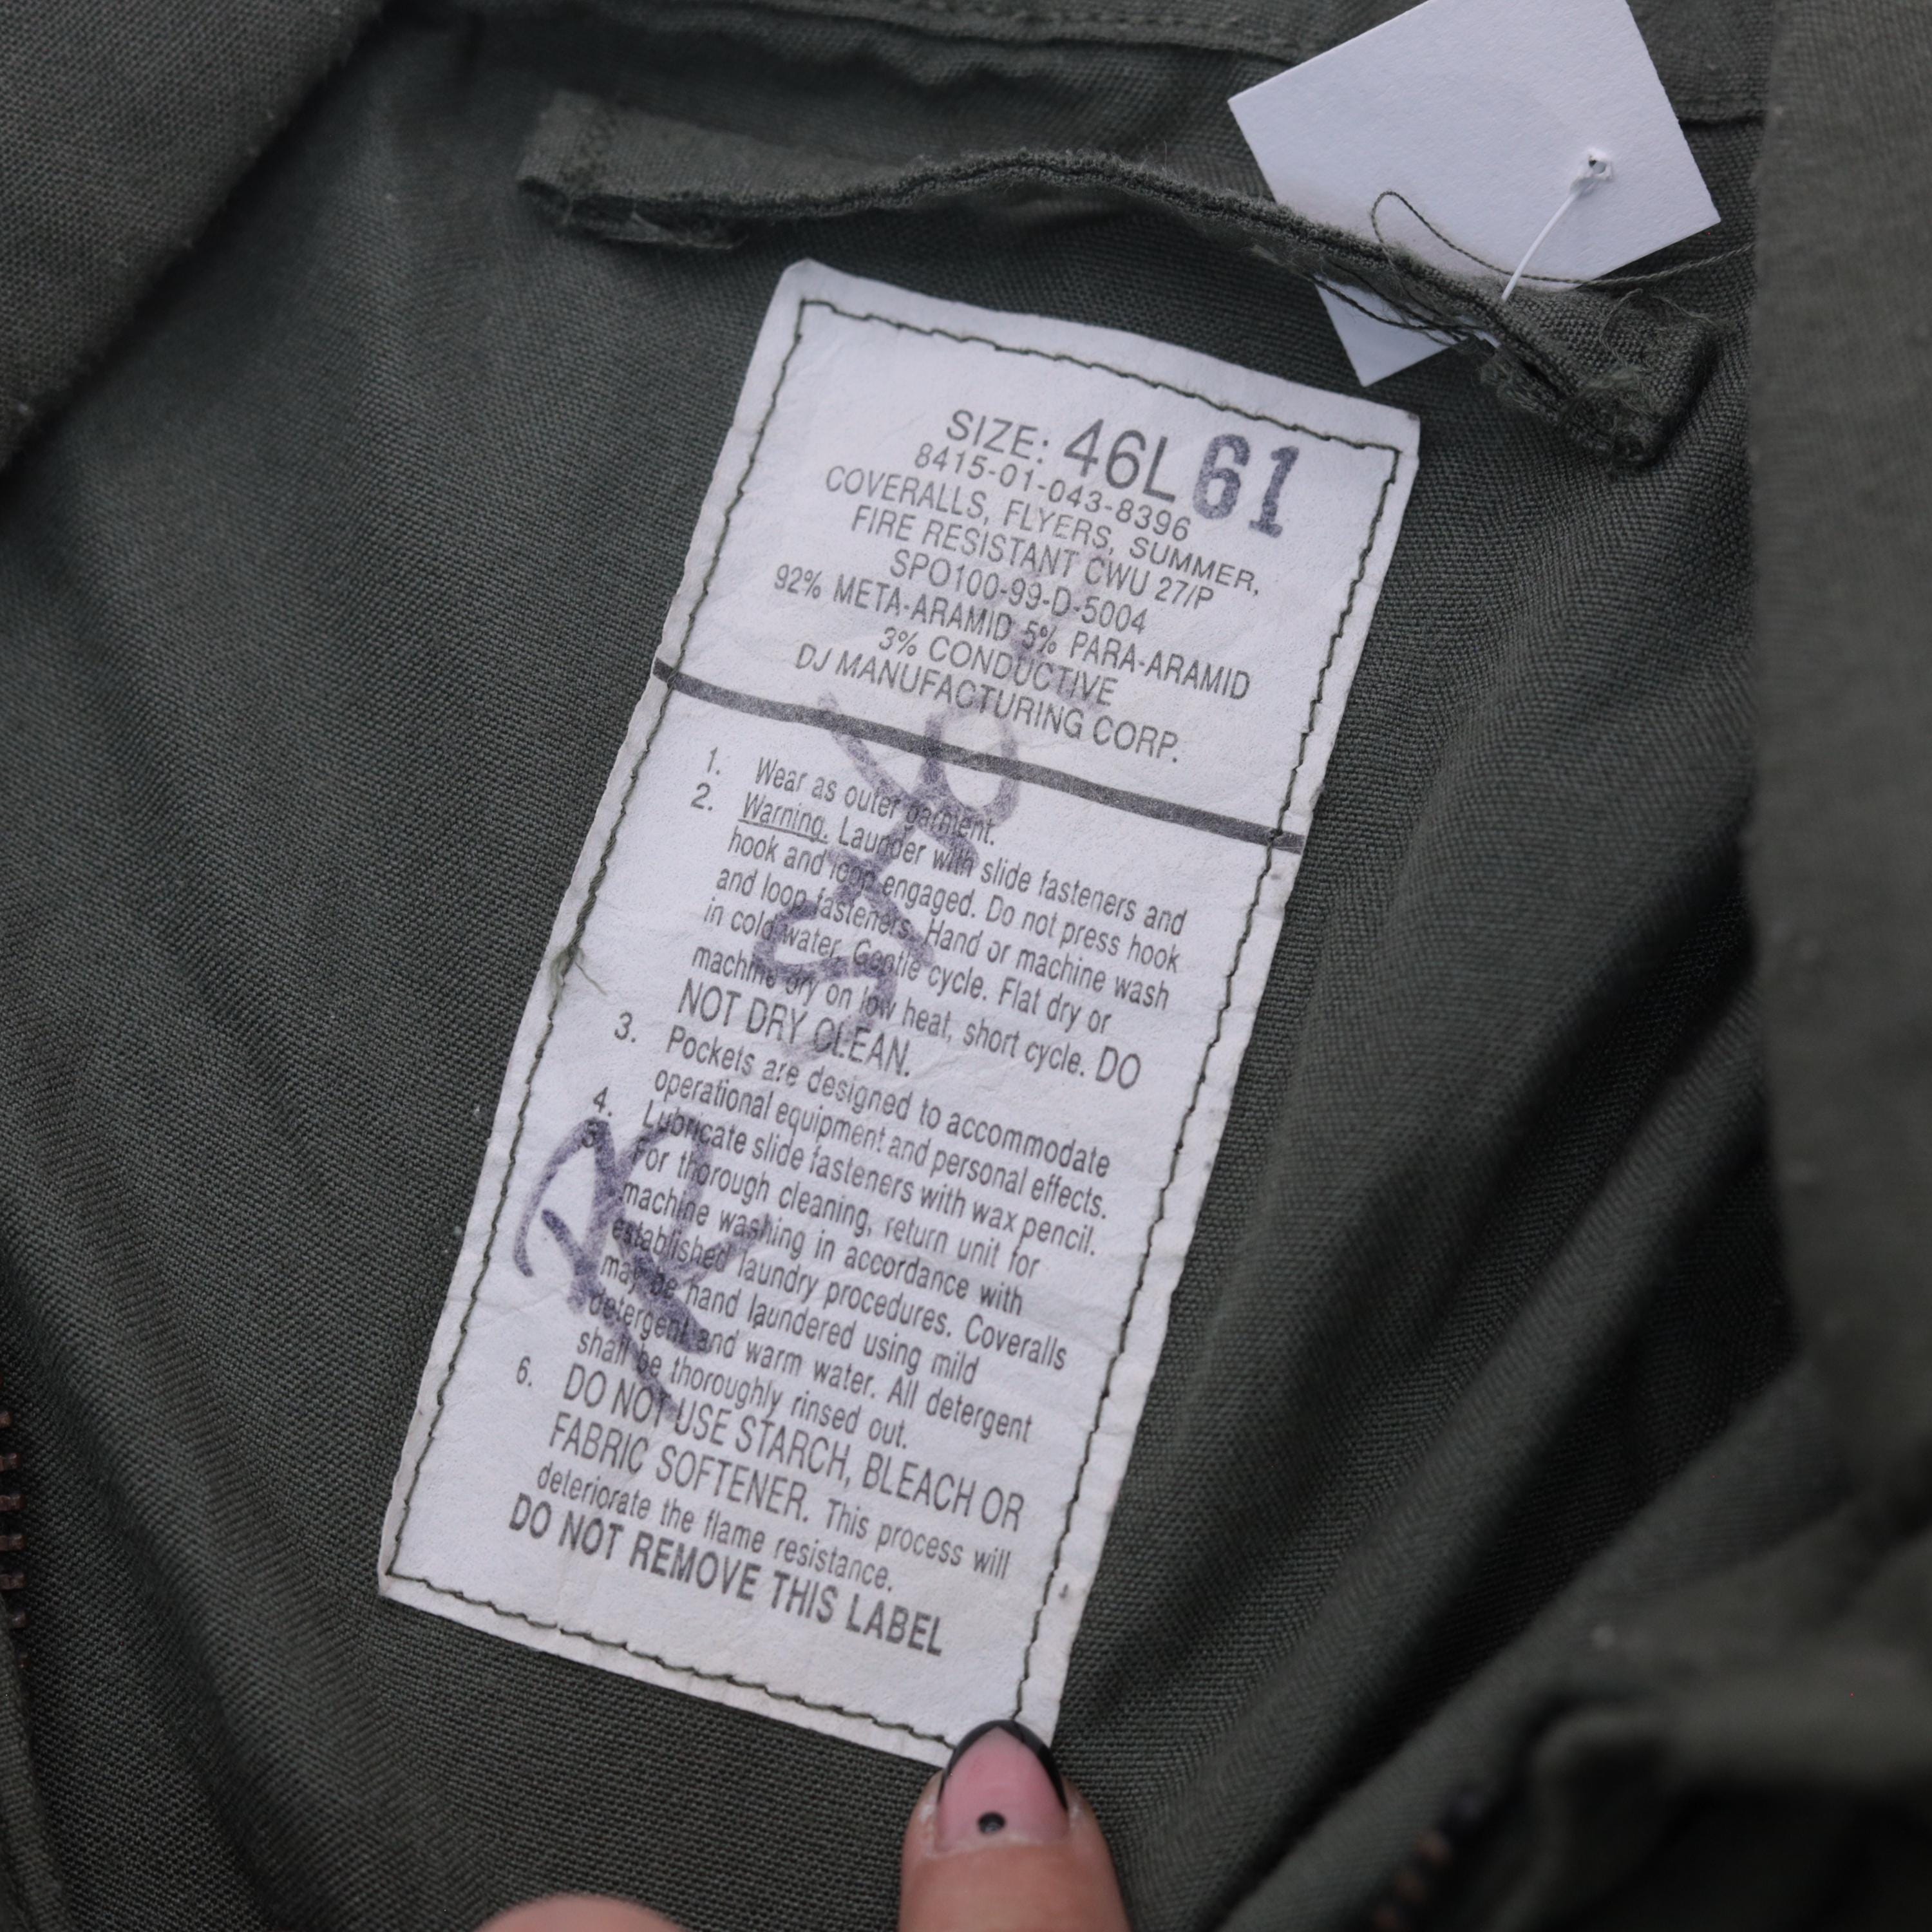 SIZE: 46L 61
8415-01-043-8396
COVERALLS, FLYERS, SUMMER,
FIRE RESISTANT CWU 27/P
SPO100-99-D-5004
92% META-ARAMID 5% PARA-ARAMID
3% CONDUCTIVE
DJ MANUFACTURING CORP.
1. Wear as outer garment.
2. Warning. Launder with slide fasteners and
hook and loop engaged. Do not press hook
and loop fasteners. Hand or machine wash
in cold water. Gentle cycle. Flat dry or
machine dry on low heat, short cycle. DO
NOT DRY CLEAN.
3. Pockets are designed to accommodate
operational equipment and personal effects.
4. Lubricate slide fasteners with wax pencil.
5. For thorough cleaning, return unit for
machine washing in accordance with
established laundry procedures. Coveralls
may be hand laundered using mild
detergent and warm water. All detergent
shall be thoroughly rinsed out.
6. DO NOT USE STARCH, BLEACH OR
FABRIC SOFTENER. This process will
deteriorate the flame resistance.
DO NOT REMOVE THIS LABEL